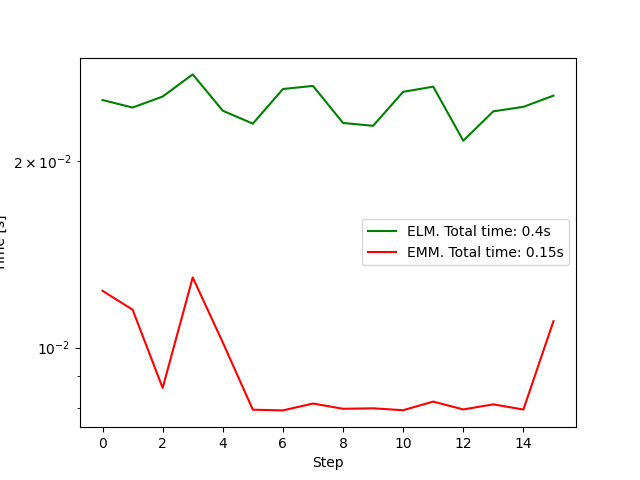 2 × 10⁻²
10⁻²
[s]
ELM. Total time: 0.4s
EMM. Total time: 0.15s
0 2 4 6 8 10 12 14
Step